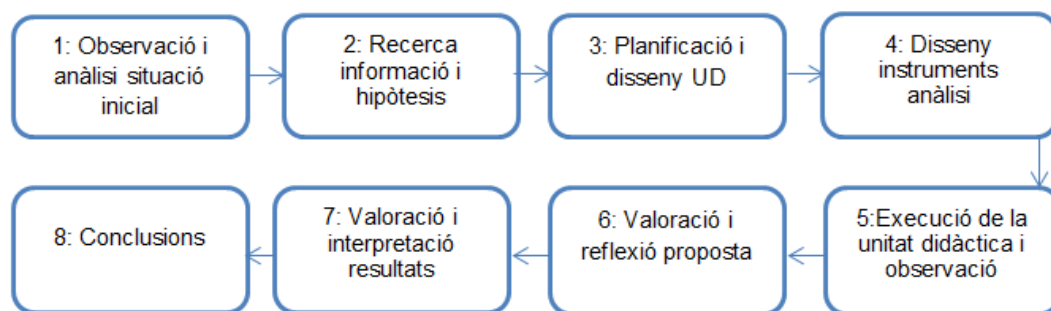 1: Observació i
anàlisi situació
inicial
2: Recerca
informació i
hipòtesis
3: Planificació i
disseny UD
4: Disseny
instruments
anàlisi
5:Execució de la
unitat didàctica i
observació
6: Valoració i
reflexió proposta
7: Valoració i
interpretació
resultats
8: Conclusions